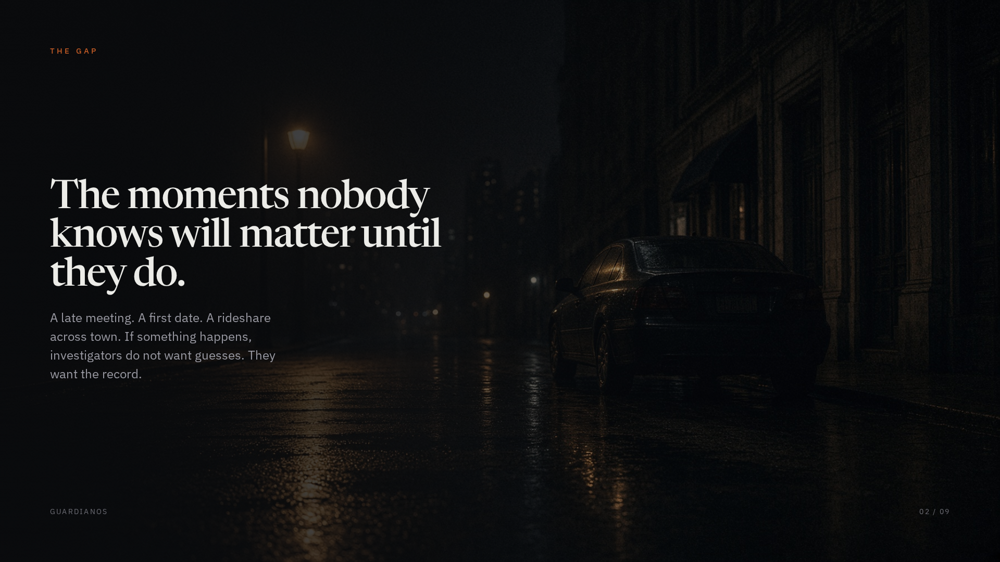 THE GAP
The moments nobody
knows will matter until
they do.
A late meeting. A first date. A rideshare
across town. If something happens,
investigators do not want guesses. They
want the record.
GUARDIANOS
02 / 09